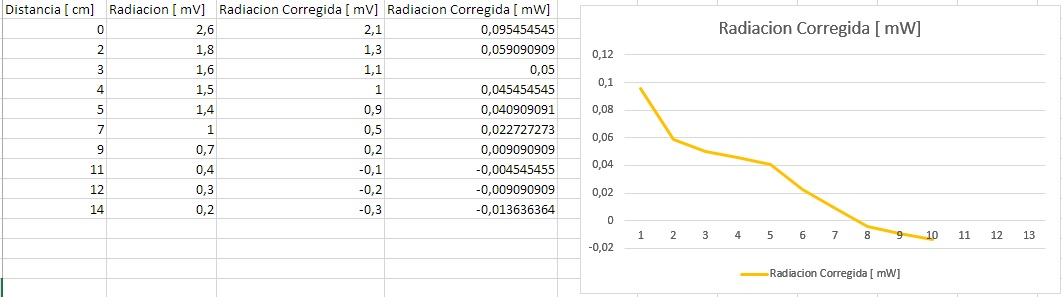 Distancia [ cm] Radiacion [ mV] Radiacion Corregida [ mV] Radiacion Corregida [ mW]
0 2,6 2,1 0,095454545
2 1,8 1,3 0,059090909
3 1,6 1,1 0,05
4 1,5 1 0,045454545
5 1,4 0,9 0,040909091
7 1 0,5 0,022727273
9 0,7 0,2 0,009090909
11 0,4 -0,1 -0,004545455
12 0,3 -0,2 -0,009090909
14 0,2 -0,3 -0,013636364
Radiacion Corregida [ mW]
0,12
0,1
0,08
0,06
0,04
0,02
0
-0,02
1 2 3 4 5 6 7 8 9 10 11 12 13
Radiacion Corregida [ mW]